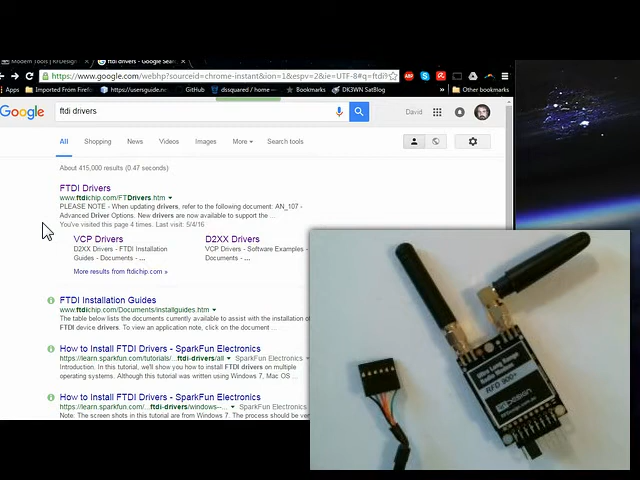 Modern Tools | RFDesign
ftdi drivers - Google Sear
https://www.google.com/webhp?sourceid=chrome-instant&ion=1&espv=2&ie=UTF-8#q=ftdi
Apps
Imported From Firefo
https://usersguide.ne
GitHub
dssquared / home
Bookmarks
DK3WN SatBlog
Other bookmarks
Google
ftdi drivers
David
All
Shopping
News
Videos
Images
More
Search tools
About 415,000 results (0.47 seconds)
FTDI Drivers
www.ftdichip.com/FTDrivers.htm
PLEASE NOTE - When updating drivers, refer to the following document: AN_107 -
Advanced Driver Options. New drivers are now available to support the ...
You've visited this page 4 times. Last visit: 5/4/16
VCP Drivers
D2XX Drivers - FTDI Installation
Guides - Documents - ...
D2XX Drivers
VCP Drivers - Software Examples -
Documents - ...
More results from ftdichip.com »
FTDI Installation Guides
www.ftdichip.com/Documents/InstallGuides.htm
The table below lists the documents currently available to assist with the installation of
FTDI device drivers. To view an application note, click on the document ...
How to Install FTDI Drivers - SparkFun Electronics
https://learn.sparkfun.com/tutorials/...ftdi-drivers/all
SparkFun Electronics
Introduction. In this tutorial, we'll show you how to install FTDI drivers on multiple
operating systems. Although this tutorial was written using Windows 7, Mac OS ...
How to Install FTDI Drivers - SparkFun Electronics
https://learn.sparkfun.com/...ftdi-drivers/windows--...
SparkFun Electronics
Note. The screen shots in this tutorial are from Windows 7. The process should be ver
RFD 900+
RFDESIGN